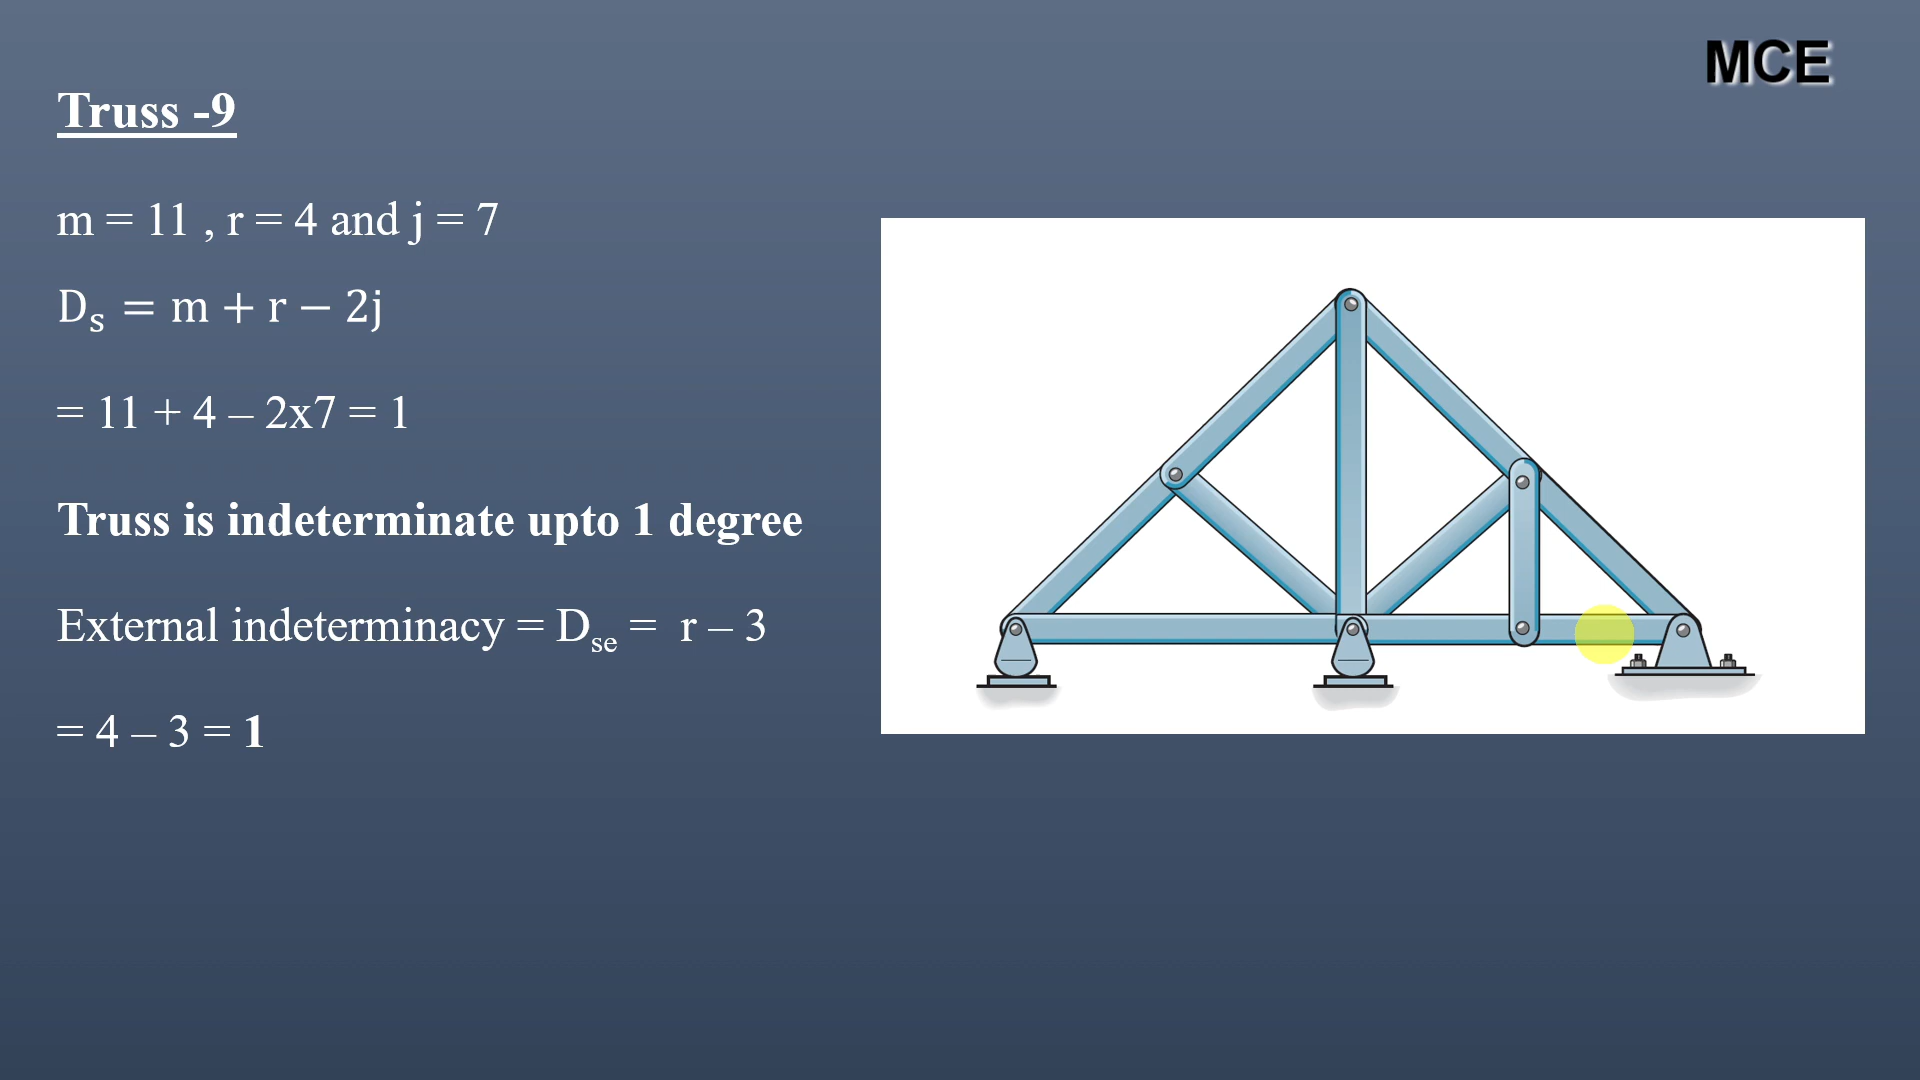 MCE
Truss -9
m = 11 , r = 4 and j = 7
Dₛ = m + r − 2j
= 11 + 4 – 2x7 = 1
Truss is indeterminate upto 1 degree
External indeterminacy = Dse = r – 3
= 4 – 3 = 1